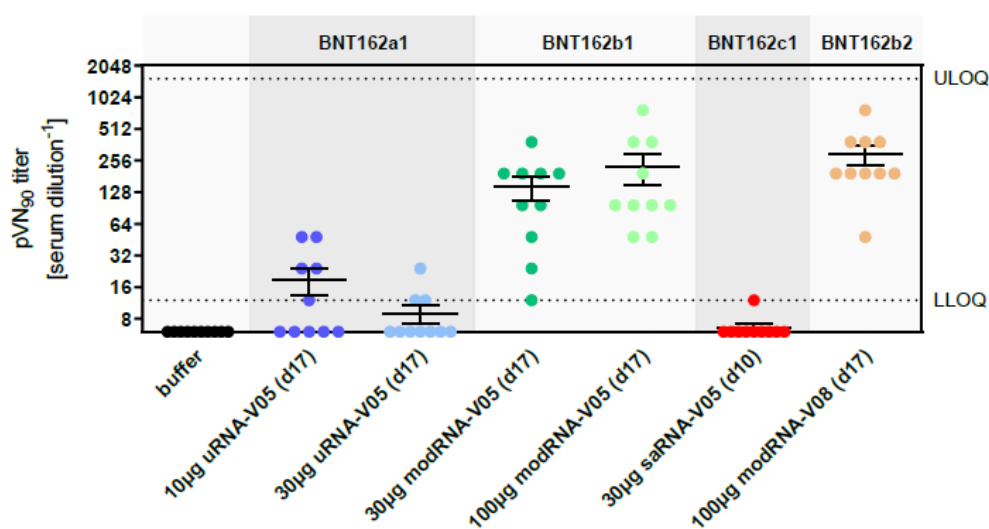 BNT162a1 BNT162b1 BNT162c1 BNT162b2
2048
1024
512
256
128
64
32
16
8
pVN90 titer
[serum dilution-1]
ULOQ
LLOQ
buffer
10µg uRNA-V05 (d17)
30µg uRNA-V05 (d17)
30µg modRNA-V05 (d17)
100µg modRNA-V05 (d17)
30µg saRNA-V05 (d10)
100µg modRNA-V08 (d17)